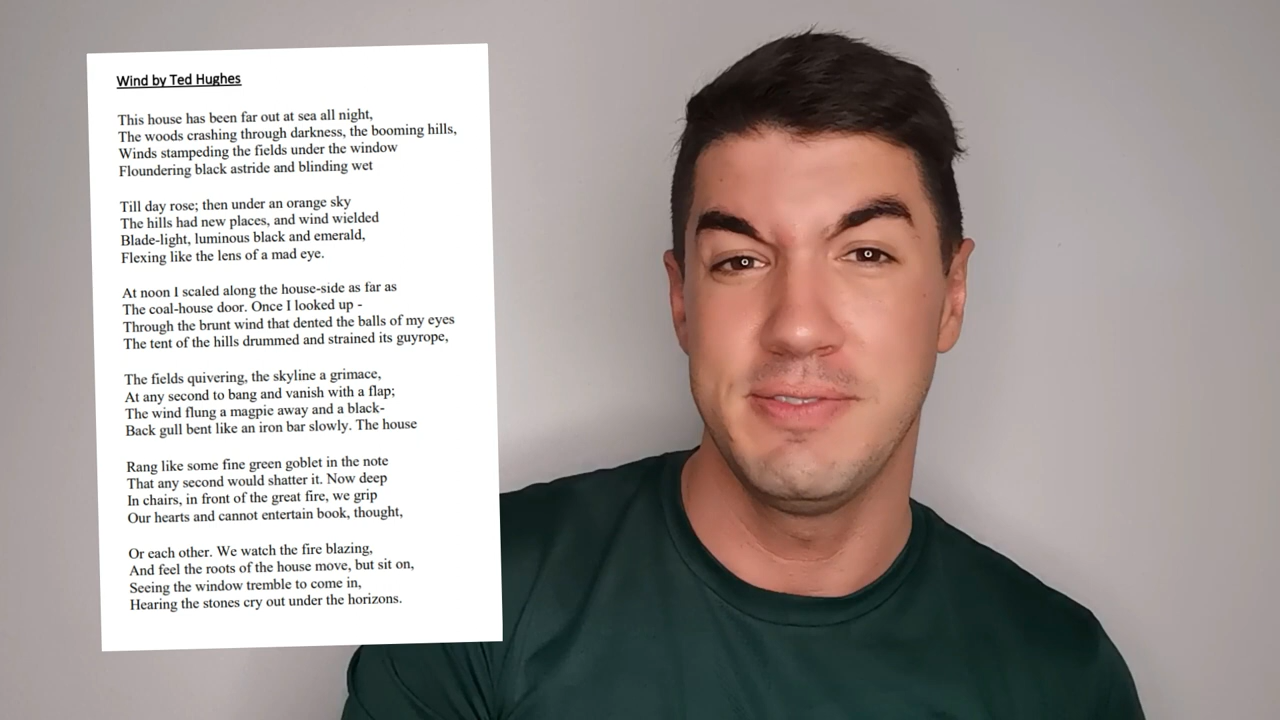 Wind by Ted Hughes
This house has been far out at sea all night,
The woods crashing through darkness, the booming hills,
Winds stampeding the fields under the window
Floundering black astride and blinding wet
Till day rose; then under an orange sky
The hills had new places, and wind wielded
Blade-light, luminous black and emerald,
Flexing like the lens of a mad eye.
At noon I scaled along the house-side as far as
The coal-house door. Once I looked up -
Through the brunt wind that dented the balls of my eyes
The tent of the hills drummed and strained its guyrope,
The fields quivering, the skyline a grimace,
At any second to bang and vanish with a flap;
The wind flung a magpie away and a black-
Back gull bent like an iron bar slowly. The house
Rang like some fine green goblet in the note
That any second would shatter it. Now deep
In chairs, in front of the great fire, we grip
Our hearts and cannot entertain book, thought,
Or each other. We watch the fire blazing,
And feel the roots of the house move, but sit on,
Seeing the window tremble to come in,
Hearing the stones cry out under the horizons.